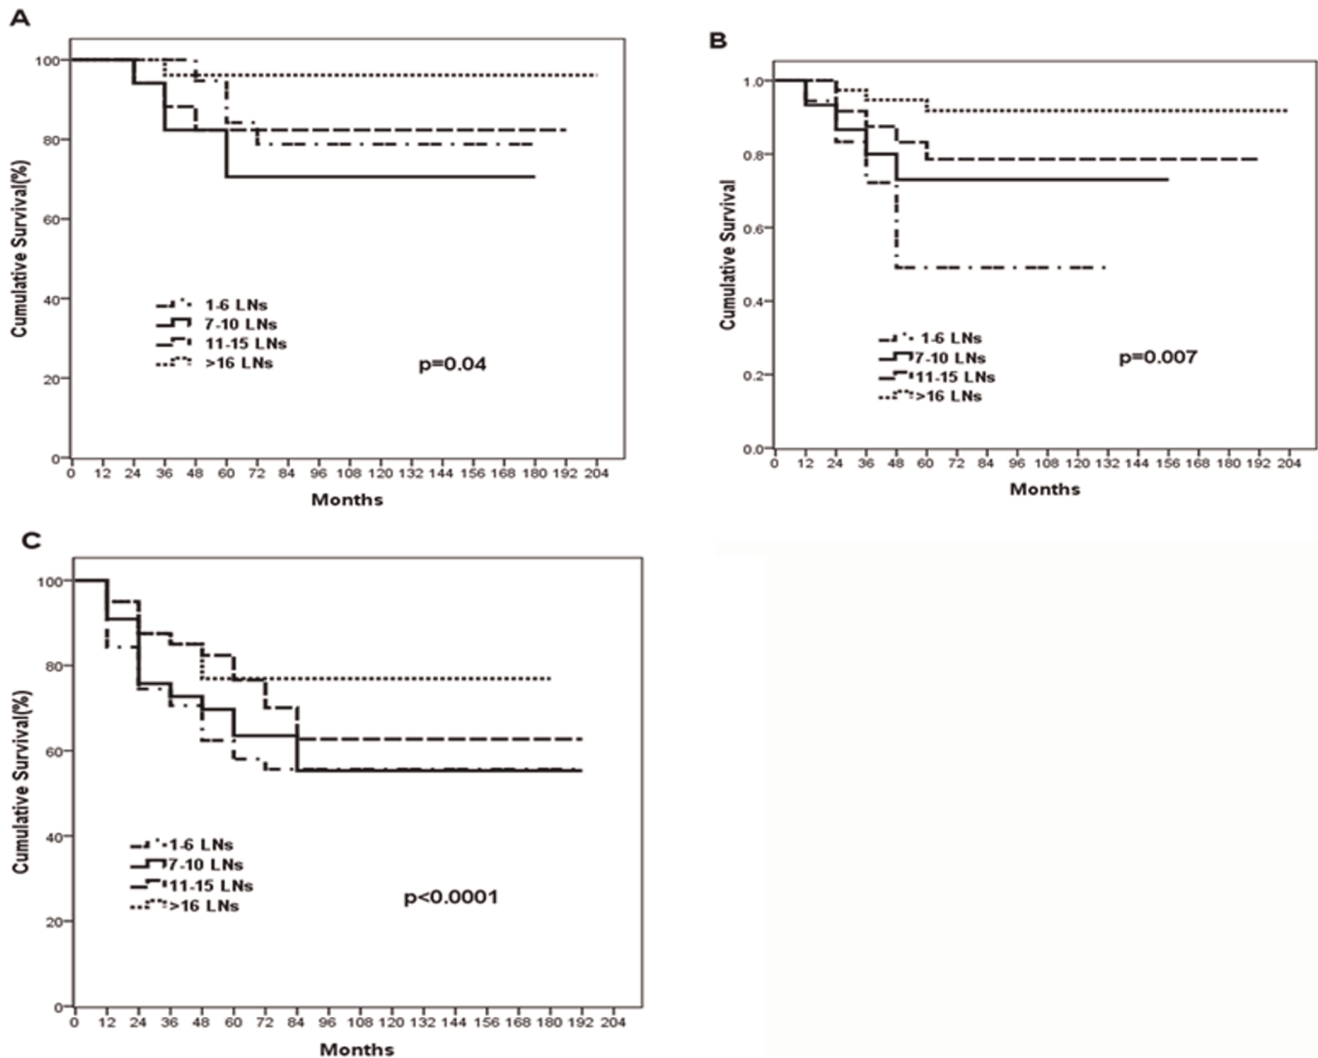 A
Cumulative Survival(%)
100
80
60
40
20
0
1-6 LNs
7-10 LNs
11-15 LNs
>16 LNs
p=0.04
0 12 24 36 48 60 72 84 96 108 120 132 144 156 168 180 192 204
Months
B
Cumulative Survival
1.0
0.8
0.6
0.4
0.2
0.0
1-6 LNs
7-10 LNs
11-15 LNs
>16 LNs
p=0.007
0 12 24 36 48 60 72 84 96 108 120 132 144 156 168 180 192 204
Months
C
Cumulative Survival(%)
100
80
60
40
20
0
1-6 LNs
7-10 LNs
11-15 LNs
>16 LNs
p<0.0001
0 12 24 36 48 60 72 84 96 108 120 132 144 156 168 180 192 204
Months